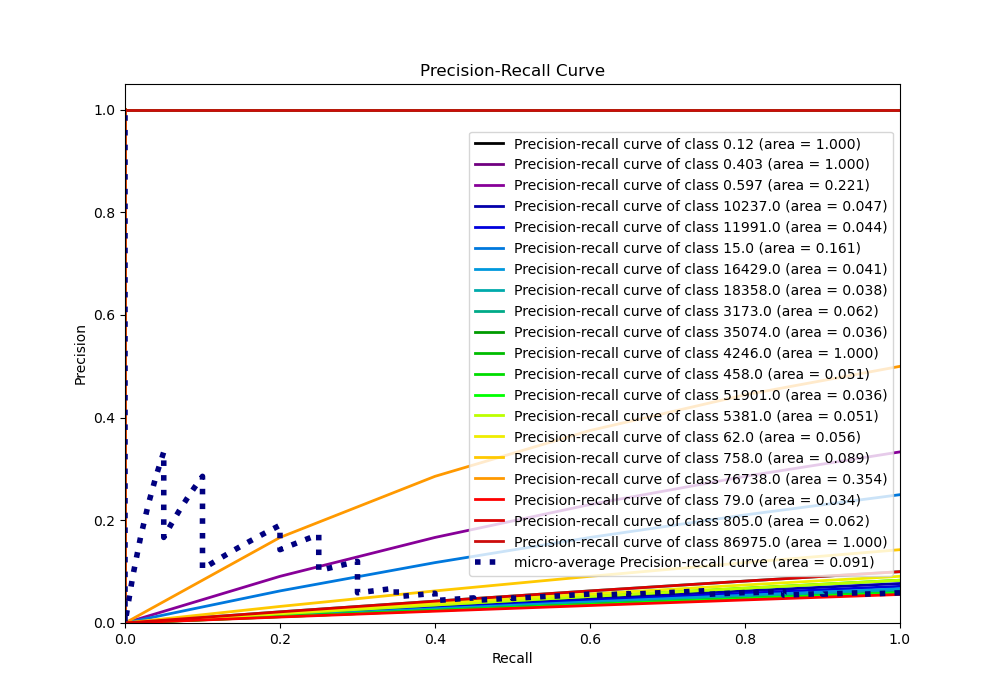 Precision-Recall Curve
1.0
0.8
0.6
0.4
0.2
0.0
Precision
Precision-recall curve of class 0.12 (area = 1.000)
Precision-recall curve of class 0.403 (area = 1.000)
Precision-recall curve of class 0.597 (area = 0.221)
Precision-recall curve of class 10237.0 (area = 0.047)
Precision-recall curve of class 11991.0 (area = 0.044)
Precision-recall curve of class 15.0 (area = 0.161)
Precision-recall curve of class 16429.0 (area = 0.041)
Precision-recall curve of class 18358.0 (area = 0.038)
Precision-recall curve of class 3173.0 (area = 0.062)
Precision-recall curve of class 35074.0 (area = 0.036)
Precision-recall curve of class 4246.0 (area = 1.000)
Precision-recall curve of class 458.0 (area = 0.051)
Precision-recall curve of class 51901.0 (area = 0.036)
Precision-recall curve of class 5381.0 (area = 0.051)
Precision-recall curve of class 62.0 (area = 0.056)
Precision-recall curve of class 758.0 (area = 0.089)
Precision-recall curve of class 76738.0 (area = 0.354)
Precision-recall curve of class 79.0 (area = 0.034)
Precision-recall curve of class 805.0 (area = 0.062)
Precision-recall curve of class 86975.0 (area = 1.000)
micro-average Precision-recall curve (area = 0.091)
0.0 0.2 0.4 0.6 0.8 1.0
Recall